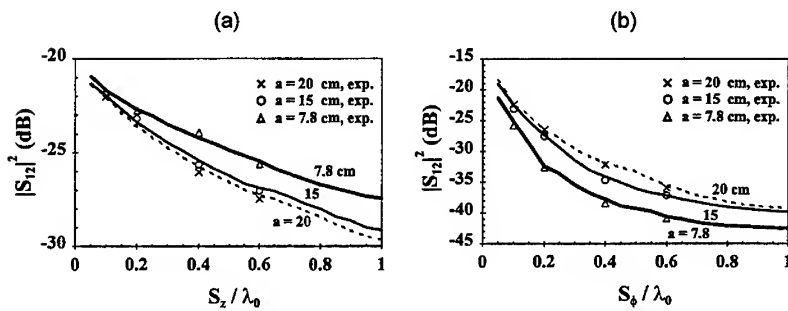 (a)
-20
× a = 20 cm, exp.
○ a = 15 cm, exp.
△ a = 7.8 cm, exp.
|S₁₂|² (dB)
-25
7.8 cm
15
a = 20
-30
0 0.2 0.4 0.6 0.8 1
S_z / λ₀
(b)
-15
× a = 20 cm, exp.
-20
○ a = 15 cm, exp.
△ a = 7.8 cm, exp.
-25
|S₁₂|² (dB)
-30
-35
20 cm
-40
15
a = 7.8
-45
0 0.2 0.4 0.6 0.8 1
S_ϕ / λ₀